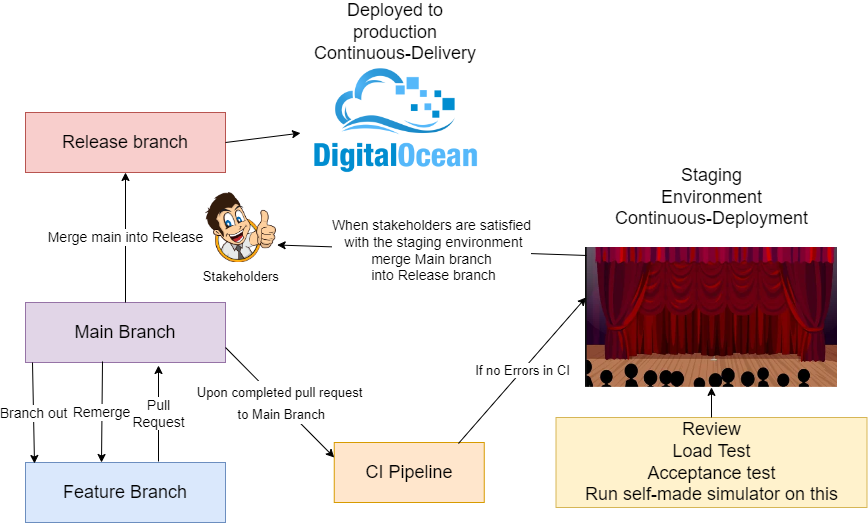 Deployed to
production
Continuous-Delivery
DigitalOcean
Release branch
Staging
Environment
Continuous-Deployment
Merge main into Release
Stakeholders
When stakeholders are satisfied
with the staging environment
merge Main branch
into Release branch
Main Branch
If no Errors in CI
Upon completed pull request
to Main Branch
Branch out
Remerge
Pull
Request
CI Pipeline
Feature Branch
Review
Load Test
Acceptance test
Run self-made simulator on this